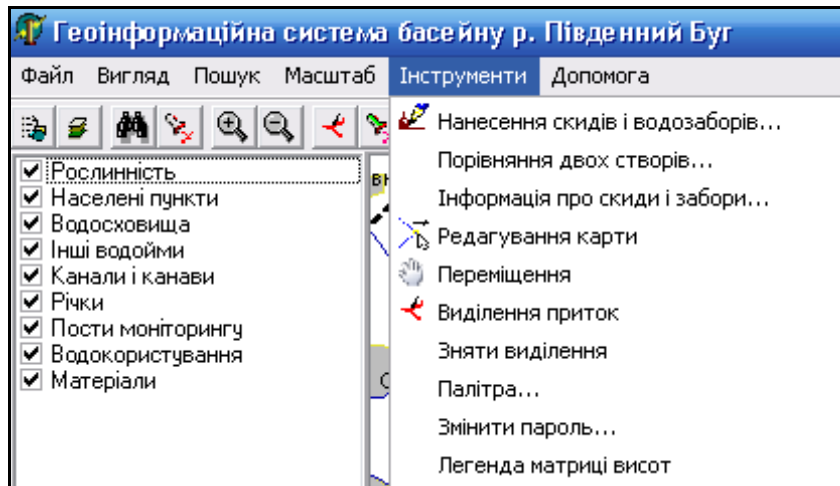 Геоінформаційна система басейну р. Південний Буг
Файл Вигляд Пошук Масштаб Інструменти Допомога
Рослинність
Населені пункти
Водосховища
Інші водойми
Канали і канави
Річки
Пости моніторингу
Водокористування
Матеріали
Нанесення скидів і водозаборів...
Порівняння двох створів...
Інформація про скиди і забори...
Редагування карти
Переміщення
Виділення приток
Зняти виділення
Палітра...
Змінити пароль...
Легенда матриці висот